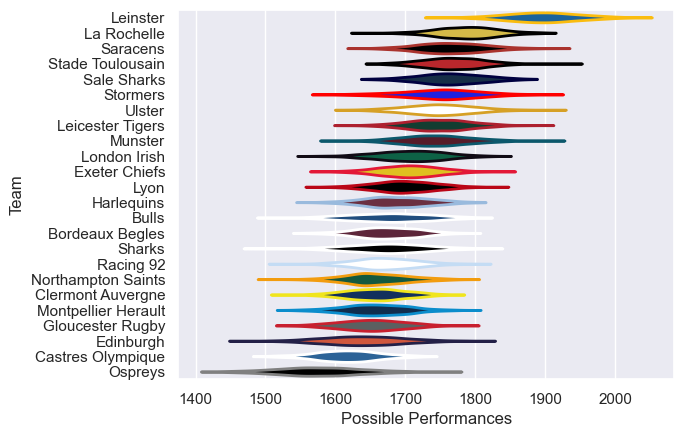 Leinster
La Rochelle
Saracens
Stade Toulousain
Sale Sharks
Stormers
Ulster
Leicester Tigers
Munster
London Irish
Exeter Chiefs
Lyon
Harlequins
Bulls
Bordeaux Begles
Sharks
Racing 92
Northampton Saints
Clermont Auvergne
Montpellier Herault
Gloucester Rugby
Edinburgh
Castres Olympique
Ospreys
Team
1400 1500 1600 1700 1800 1900 2000
Possible Performances